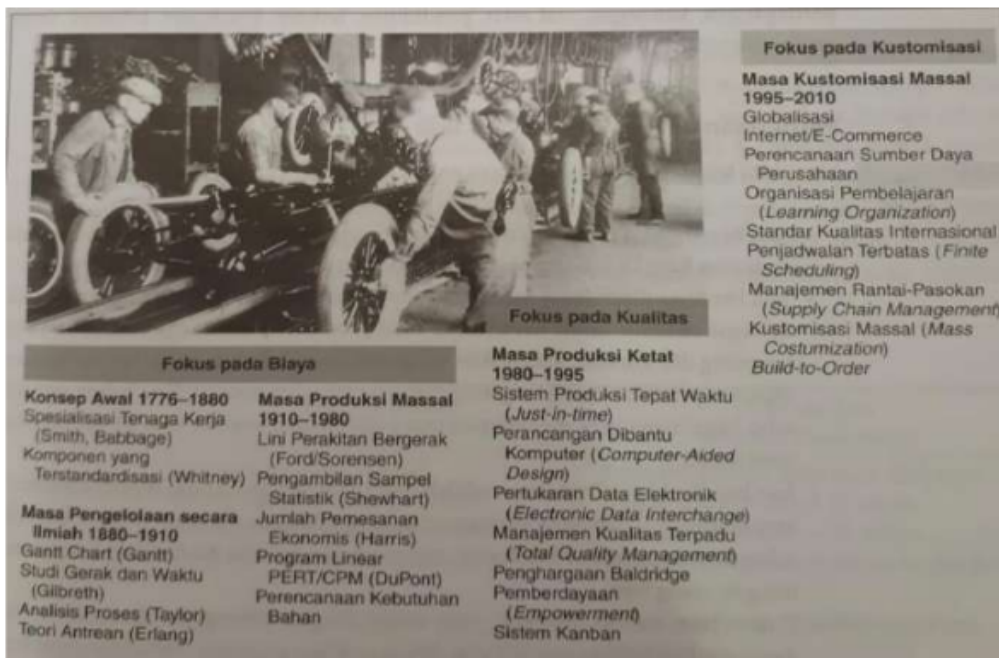 Fokus pada Biaya
Konsep Awal 1776–1880
Spesialisasi Tenaga Kerja
(Smith, Babbage)
Komponen yang
Terstandardisasi (Whitney)
Masa Pengelolaan secara
Ilmiah 1880–1910
Gantt Chart (Gantt)
Studi Gerak dan Waktu
(Gilbreth)
Analisis Proses (Taylor)
Teori Antrean (Erlang)
Masa Produksi Massal
1910–1980
Lini Perakitan Bergerak
(Ford/Sorensen)
Pengambilan Sampel
Statistik (Shewhart)
Jumlah Pemesanan
Ekonomis (Harris)
Program Linear
PERT/CPM (DuPont)
Perencanaan Kebutuhan
Bahan
Fokus pada Kualitas
Masa Produksi Ketat
1980–1995
Sistem Produksi Tepat Waktu
(Just-in-time)
Perancangan Dibantu
Komputer (Computer-Aided
Design)
Pertukaran Data Elektronik
(Electronic Data Interchange)
Manajemen Kualitas Terpadu
(Total Quality Management)
Penghargaan Baldridge
Pemberdayaan
(Empowerment)
Sistem Kanban
Fokus pada Kustomisasi
Masa Kustomisasi Massal
1995–2010
Globalisasi
Internet/E-Commerce
Perencanaan Sumber Daya
Perusahaan
Organisasi Pembelajaran
(Learning Organization)
Standar Kualitas Internasional
Penjadwalan Terbatas (Finite
Scheduling)
Manajemen Rantai-Pasokan
(Supply Chain Management)
Kustomisasi Massal (Mass
Costumization)
Build-to-Order